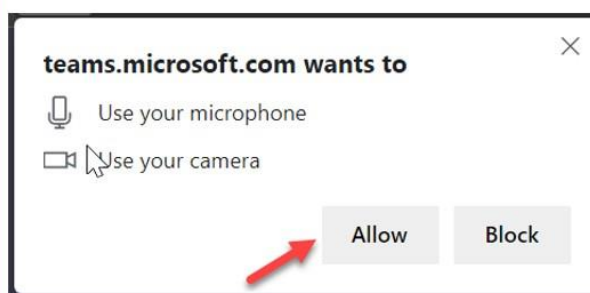 teams.microsoft.com wants to
Use your microphone
Use your camera
Allow
Block